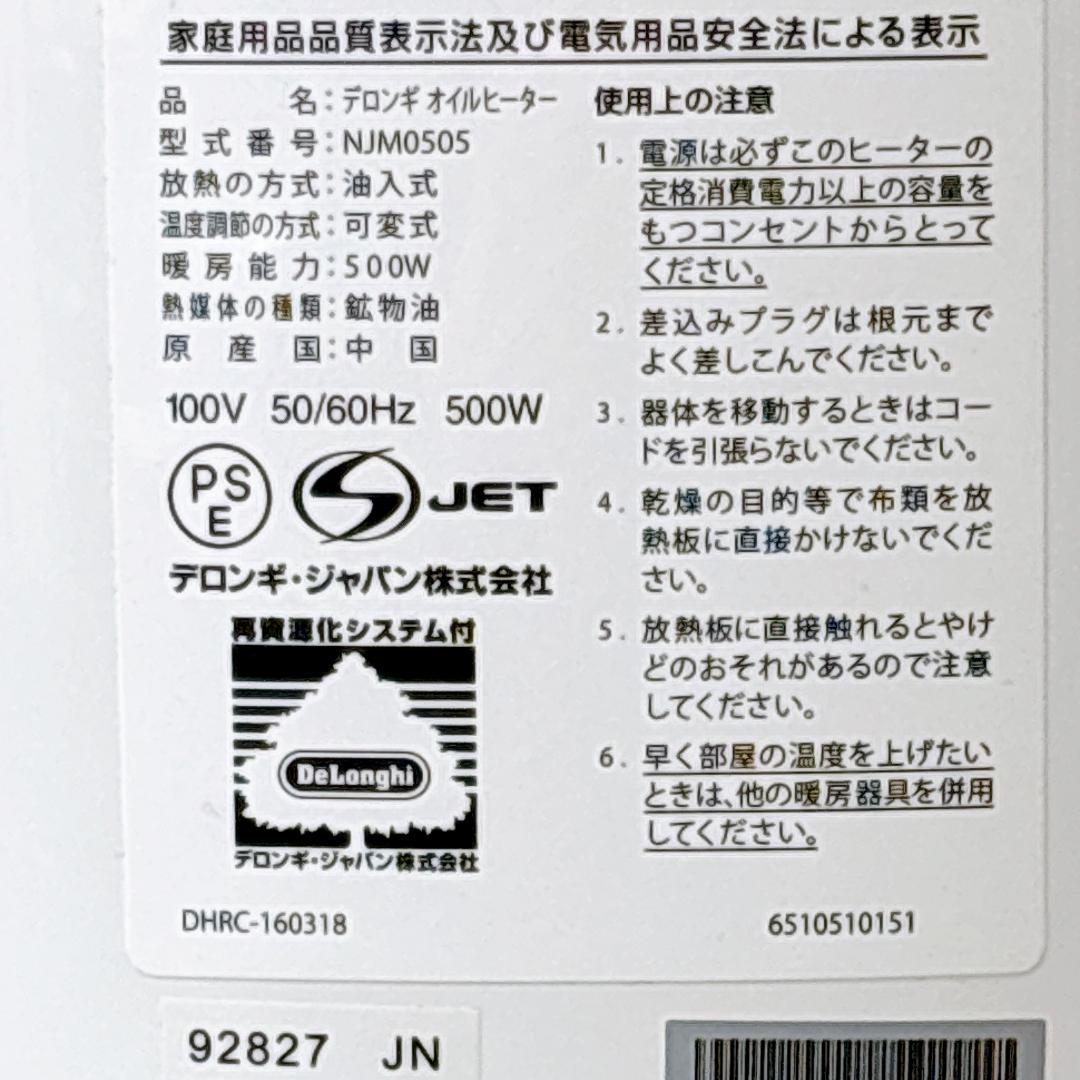 家庭用品品質表示法及び電気用品安全法による表示
品名：デロンギ オイルヒーター
型式番号：NJM0505
放熱の方式：油入式
温度調節の方式：可変式
暖房能力：500W
熱媒体の種類：鉱物油
原産国：中国
100V 50/60Hz 500W
PS
E
JET
デロンギ・ジャパン株式会社
再資源化システム付
DeLonghi
デロンギ・ジャパン株式会社
DHRC-160318
使用上の注意
1. 電源は必ずこのヒーターの
定格消費電力以上の容量を
もつコンセントからとって
ください。
2. 差込みプラグは根元まで
よく差しこんでください。
3. 器体を移動するときはコー
ドを引張らないでください。
4. 乾燥の目的等で布類を放
熱板に直接かけないでくだ
さい。
5. 放熱板に直接触れるとやけ
どのおそれがあるので注意
してください。
6. 早く部屋の温度を上げたい
ときは、他の暖房器具を併用
してください。
6510510151
92827 JN